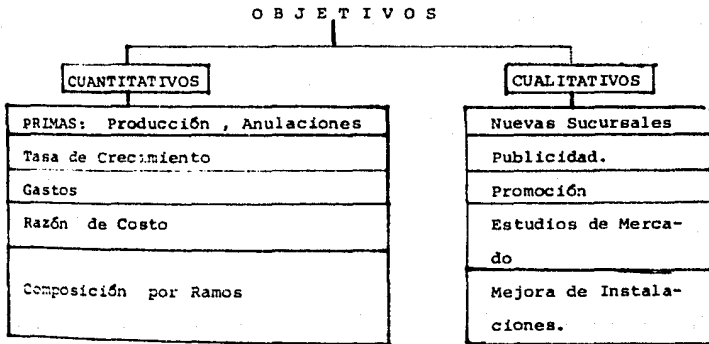 O B J E T I V O S
CUANTITATIVOS
PRIMAS: Producción , Anulaciones
Tasa de Crecimiento
Gastos
Razón de Costo
Composición por Ramos
CUALITATIVOS
Nuevas Sucursales
Publicidad.
Promoción
Estudios de Merca-
do
Mejora de Instala-
ciones.